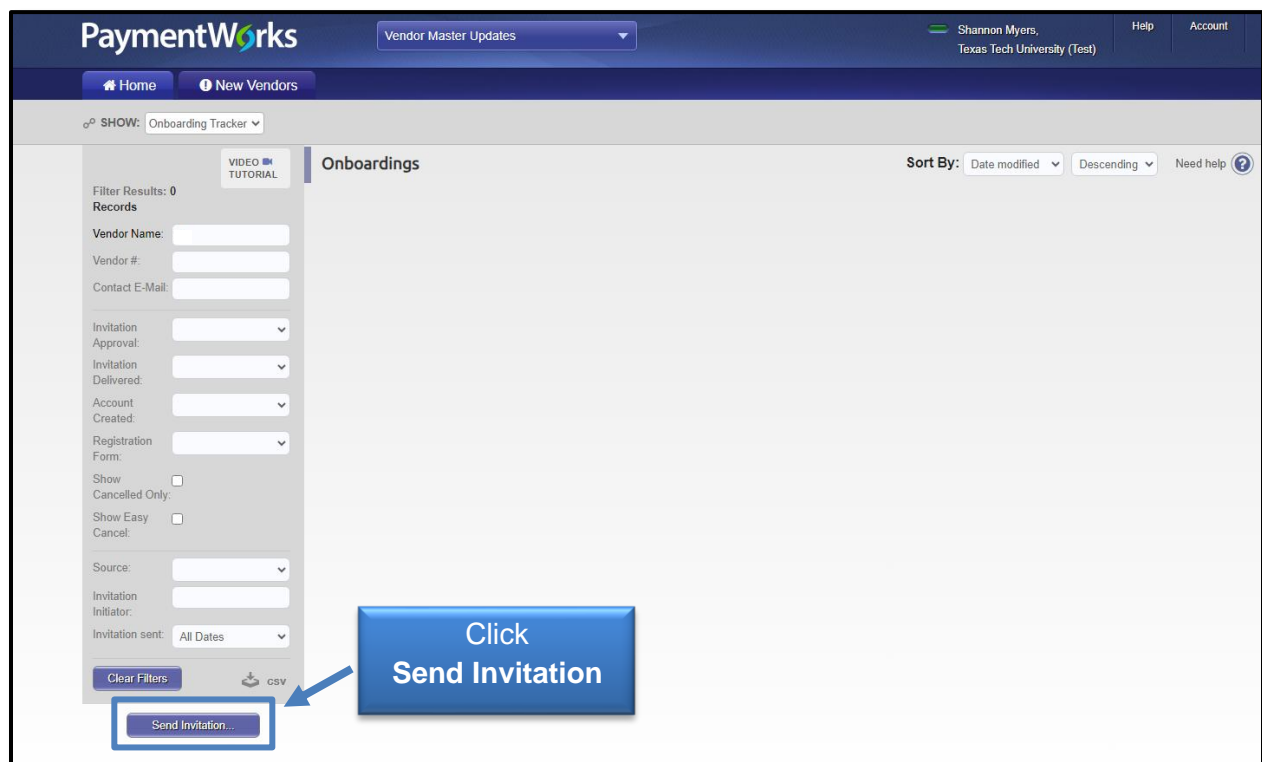 PaymentWorks
Vendor Master Updates
Shannon Myers,
Texas Tech University (Test)
Help
Account
Home
New Vendors
SHOW: Onboarding Tracker
VIDEO
TUTORIAL
Filter Results: 0
Records
Vendor Name:
Vendor #:
Contact E-Mail:
Invitation
Approval:
Invitation
Delivered:
Account
Created:
Registration
Form:
Show
Cancelled Only:
Show Easy
Cancel:
Source:
Invitation
Initiator:
Invitation sent: All Dates
Clear Filters
CSV
Send Invitation...
Onboardings
Sort By: Date modified Descending Need help ?
Click
Send Invitation